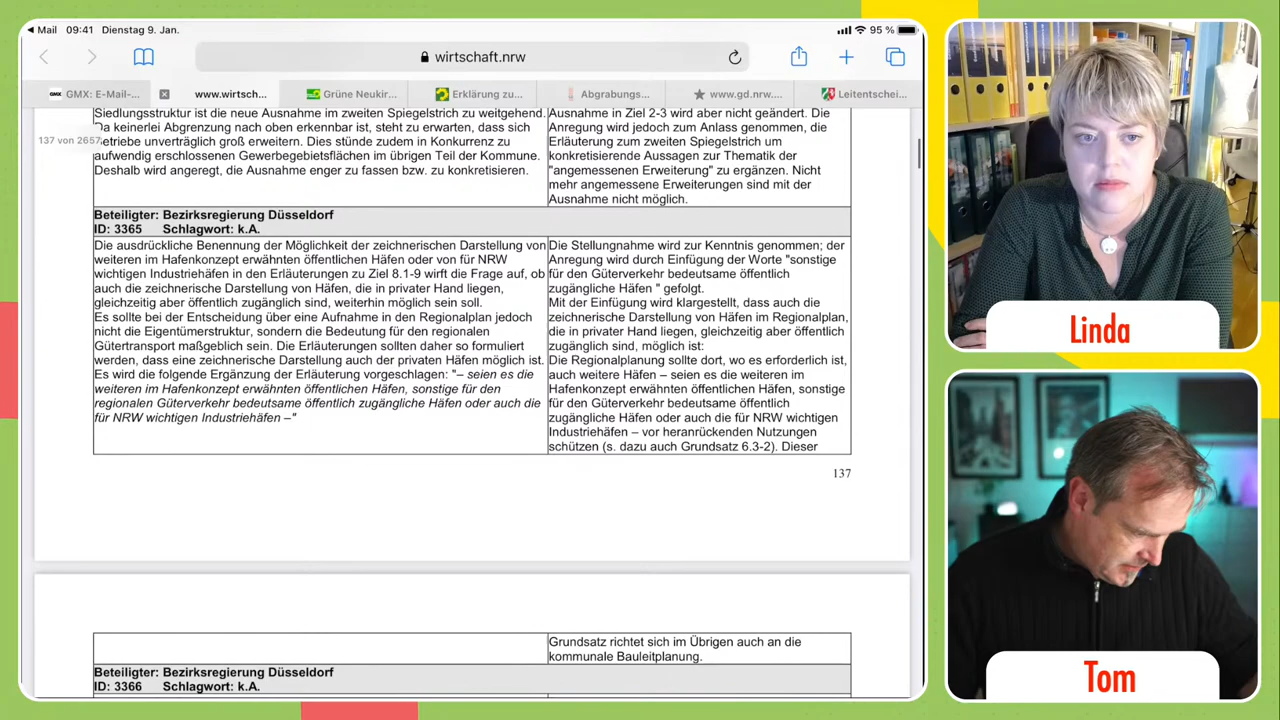 Mail 09:41 Dienstag 9. Jan.
95 %
wirtschaft.nrw
GMX: E-Mail-...
www.wirtsch...
Grüne Neukir...
Erklärung zu...
Abgrabungs...
www.gd.nrw....
Leitentschei...
137 von 2657
Siedlungsstruktur ist die neue Ausnahme im zweiten Spiegelstrich zu weitgehend.
Da keinerlei Abgrenzung nach oben erkennbar ist, steht zu erwarten, dass sich
Betriebe unverträglich groß erweitern. Dies stünde zudem in Konkurrenz zu
aufwendig erschlossenen Gewerbegebietsflächen im übrigen Teil der Kommune.
Deshalb wird angeregt, die Ausnahme enger zu fassen bzw. zu konkretisieren.
Ausnahme in Ziel 2-3 wird aber nicht geändert. Die
Anregung wird jedoch zum Anlass genommen, die
Erläuterung zum zweiten Spiegelstrich um
konkretisierende Aussagen zur Thematik der
"angemessenen Erweiterung" zu ergänzen. Nicht
mehr angemessene Erweiterungen sind mit der
Ausnahme nicht möglich.
Beteiligter: Bezirksregierung Düsseldorf
ID: 3365 Schlagwort: k.A.
Die ausdrückliche Benennung der Möglichkeit der zeichnerischen Darstellung von
weiteren im Hafenkonzept erwähnten öffentlichen Häfen oder von für NRW
wichtigen Industriehäfen in den Erläuterungen zu Ziel 8.1-9 wirft die Frage auf, ob
auch die zeichnerische Darstellung von Häfen, die in privater Hand liegen,
gleichzeitig aber öffentlich zugänglich sind, weiterhin möglich sein soll.
Es sollte bei der Entscheidung über eine Aufnahme in den Regionalplan jedoch
nicht die Eigentümerstruktur, sondern die Bedeutung für den regionalen
Gütertransport maßgeblich sein. Die Erläuterungen sollten daher so formuliert
werden, dass eine zeichnerische Darstellung auch der privaten Häfen möglich ist.
Es wird die folgende Ergänzung der Erläuterung vorgeschlagen: "– seien es die
weiteren im Hafenkonzept erwähnten öffentlichen Häfen, sonstige für den
regionalen Güterverkehr bedeutsame öffentlich zugängliche Häfen oder auch die
für NRW wichtigen Industriehäfen –"
Die Stellungnahme wird zur Kenntnis genommen; der
Anregung wird durch Einfügung der Worte "sonstige
für den Güterverkehr bedeutsame öffentlich
zugängliche Häfen " gefolgt.
Mit der Einfügung wird klargestellt, dass auch die
zeichnerische Darstellung von Häfen im Regionalplan,
die in privater Hand liegen, gleichzeitig aber öffentlich
zugänglich sind, möglich ist:
Die Regionalplanung sollte dort, wo es erforderlich ist,
auch weitere Häfen – seien es die weiteren im
Hafenkonzept erwähnten öffentlichen Häfen, sonstige
für den Güterverkehr bedeutsame öffentlich
zugängliche Häfen oder auch die für NRW wichtigen
Industriehäfen – vor heranrückenden Nutzungen
schützen (s. dazu auch Grundsatz 6.3-2). Dieser
137
Grundsatz richtet sich im Übrigen auch an die
kommunale Bauleitplanung.
Beteiligter: Bezirksregierung Düsseldorf
ID: 3366 Schlagwort: k.A.
Linda
Tom